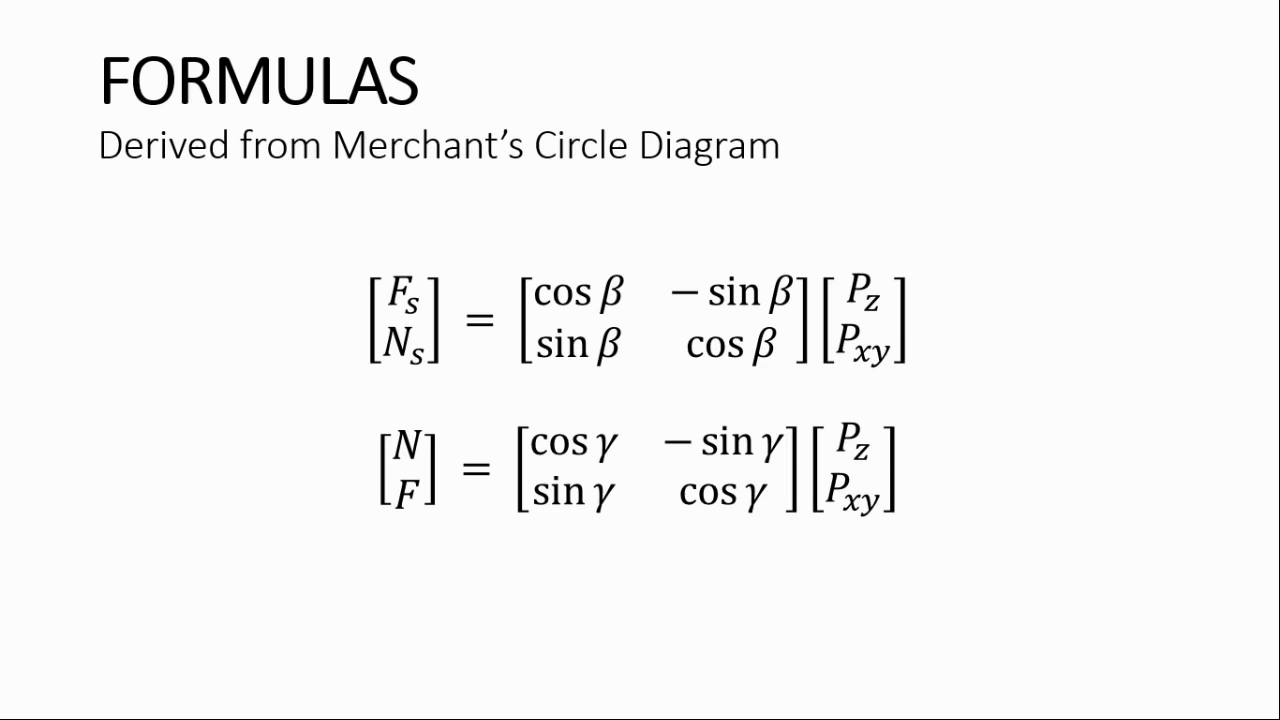 FORMULAS
Derived from Merchant’s Circle Diagram
[F_s N_s] = [cos β − sin β sin β cos β] [P_z P_xy]
[N F] = [cos γ − sin γ sin γ cos γ] [P_z P_xy]